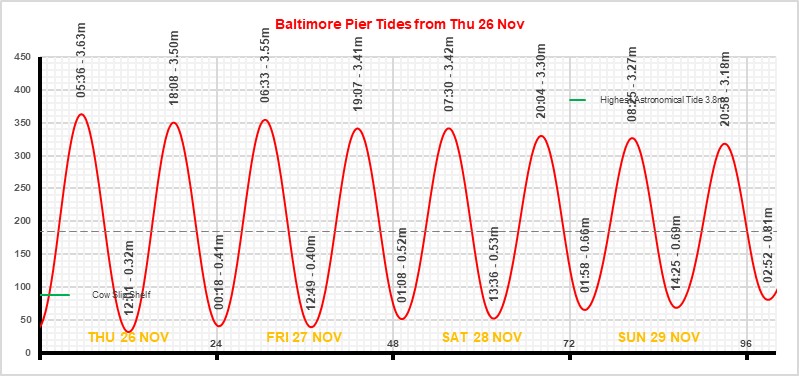 Baltimore Pier Tides from Thu 26 Nov
05:36 - 3.63m
18:08 - 3.50m
06:33 - 3.55m
19:07 - 3.41m
07:30 - 3.42m
20:04 - 3.30m
08:25 - 3.27m
20:58 - 3.18m
450
400
350
300
250
200
150
100
50
0
Highest Astronomical Tide 3.8m
Cow Slip Shelf
12:01 - 0.32m
00:18 - 0.41m
12:49 - 0.40m
01:08 - 0.52m
13:36 - 0.53m
01:58 - 0.66m
14:25 - 0.69m
02:52 - 0.81m
THU 26 NOV
FRI 27 NOV
SAT 28 NOV
SUN 29 NOV
24
48
72
96